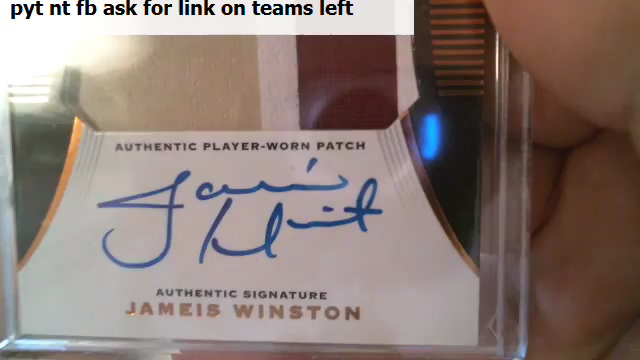 pyt nt fb ask for link on teams left
AUTHENTIC PLAYER-WORN PATCH
AUTHENTIC SIGNATURE
JAMEIS WINSTON